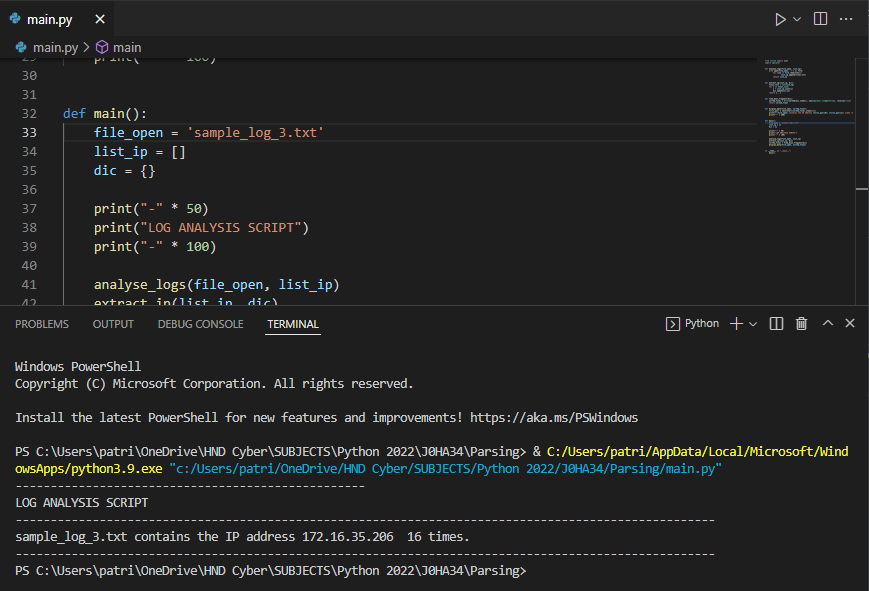 main.py
main.py > main
29 print("-" * 100)
30
31
32 def main():
33 file_open = 'sample_log_3.txt'
34 list_ip = []
35 dic = {}
36
37 print("-" * 50)
38 print("LOG ANALYSIS SCRIPT")
39 print("-" * 100)
40
41 analyse_logs(file_open, list_ip)
42 extract_ip(list_ip, dic)
PROBLEMS OUTPUT DEBUG CONSOLE TERMINAL Python
Windows PowerShell
Copyright (C) Microsoft Corporation. All rights reserved.
Install the latest PowerShell for new features and improvements! https://aka.ms/PSWindows
PS C:\Users\patri\OneDrive\HND Cyber\SUBJECTS\Python 2022\J0HA34\Parsing> & C:/Users/patri/AppData/Local/Microsoft/Wind
owsApps/python3.9.exe "c:/Users/patri/OneDrive/HND Cyber/SUBJECTS/Python 2022/J0HA34/Parsing/main.py"
--------------------------------------------------
LOG ANALYSIS SCRIPT
----------------------------------------------------------------------------------------------------
sample_log_3.txt contains the IP address 172.16.35.206  16 times.
----------------------------------------------------------------------------------------------------
PS C:\Users\patri\OneDrive\HND Cyber\SUBJECTS\Python 2022\J0HA34\Parsing>